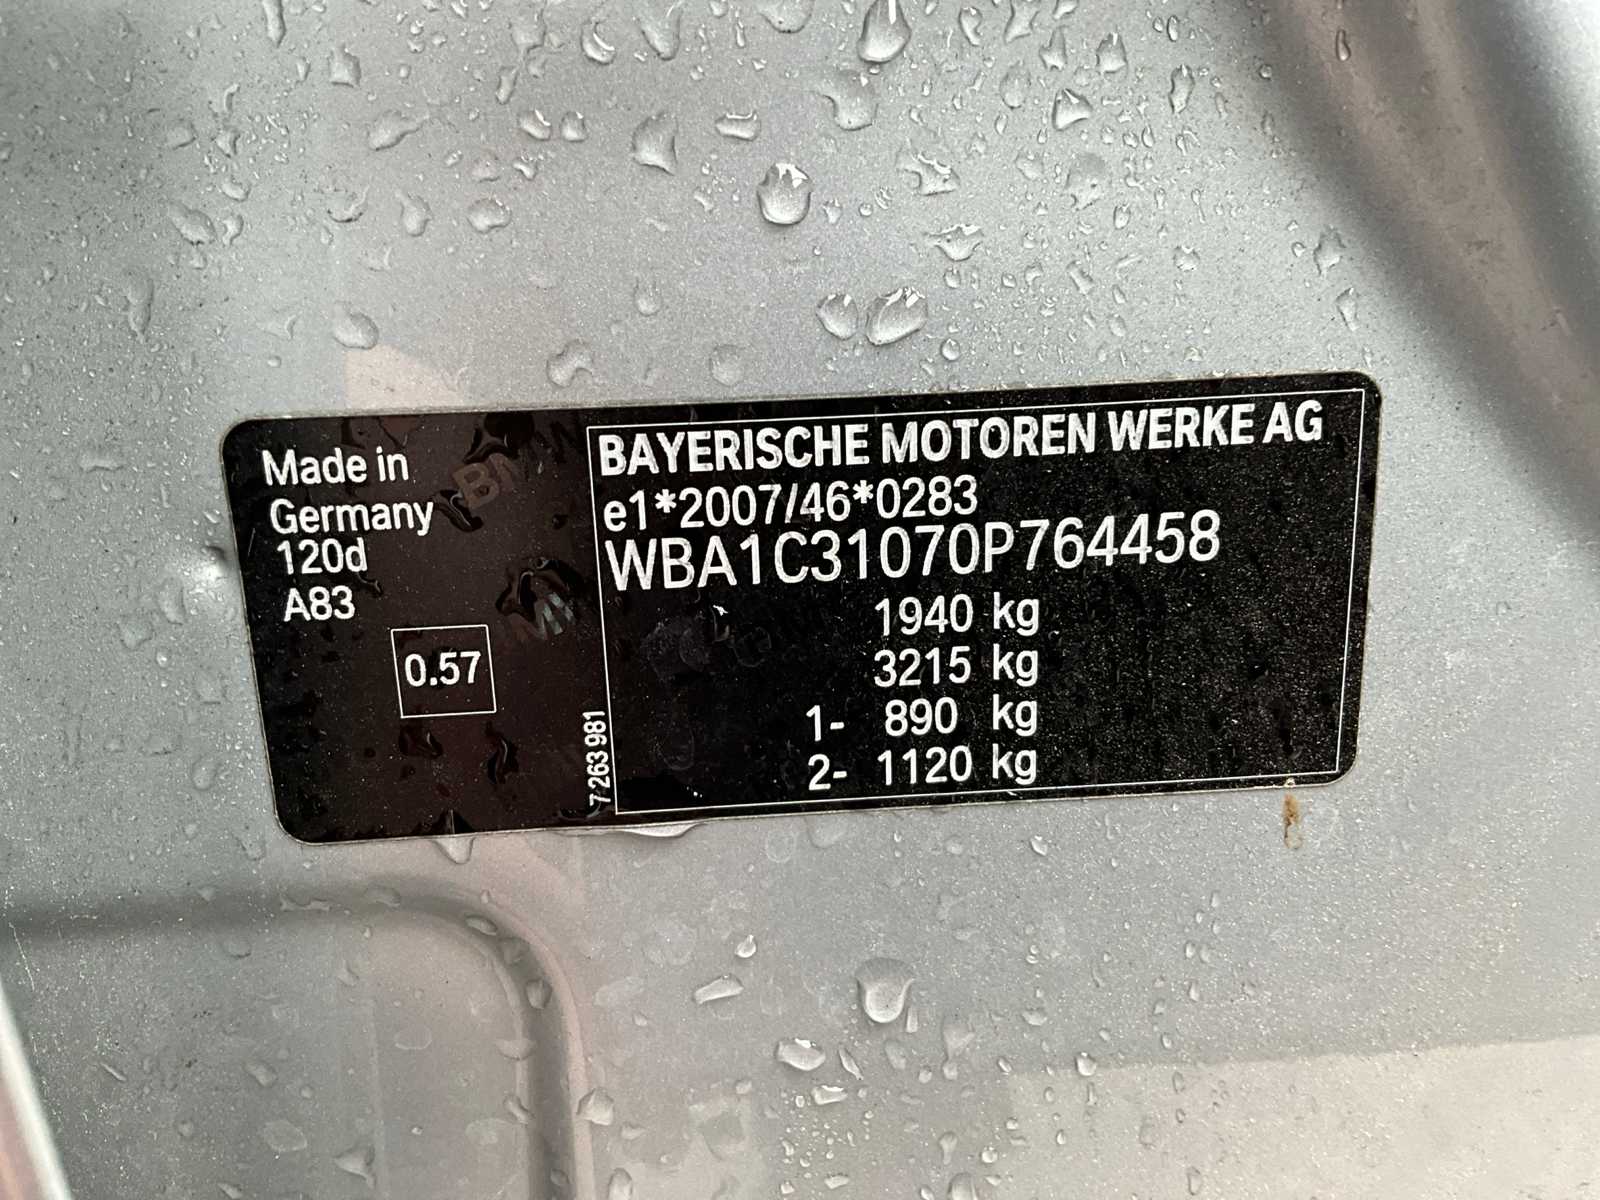 Made in
Germany
120d
A83
0.57
7 263 981
BAYERISCHE MOTOREN WERKE AG
e1*2007/46*0283
WBA1C31070P764458
1940 kg
3215 kg
1- 890 kg
2- 1120 kg